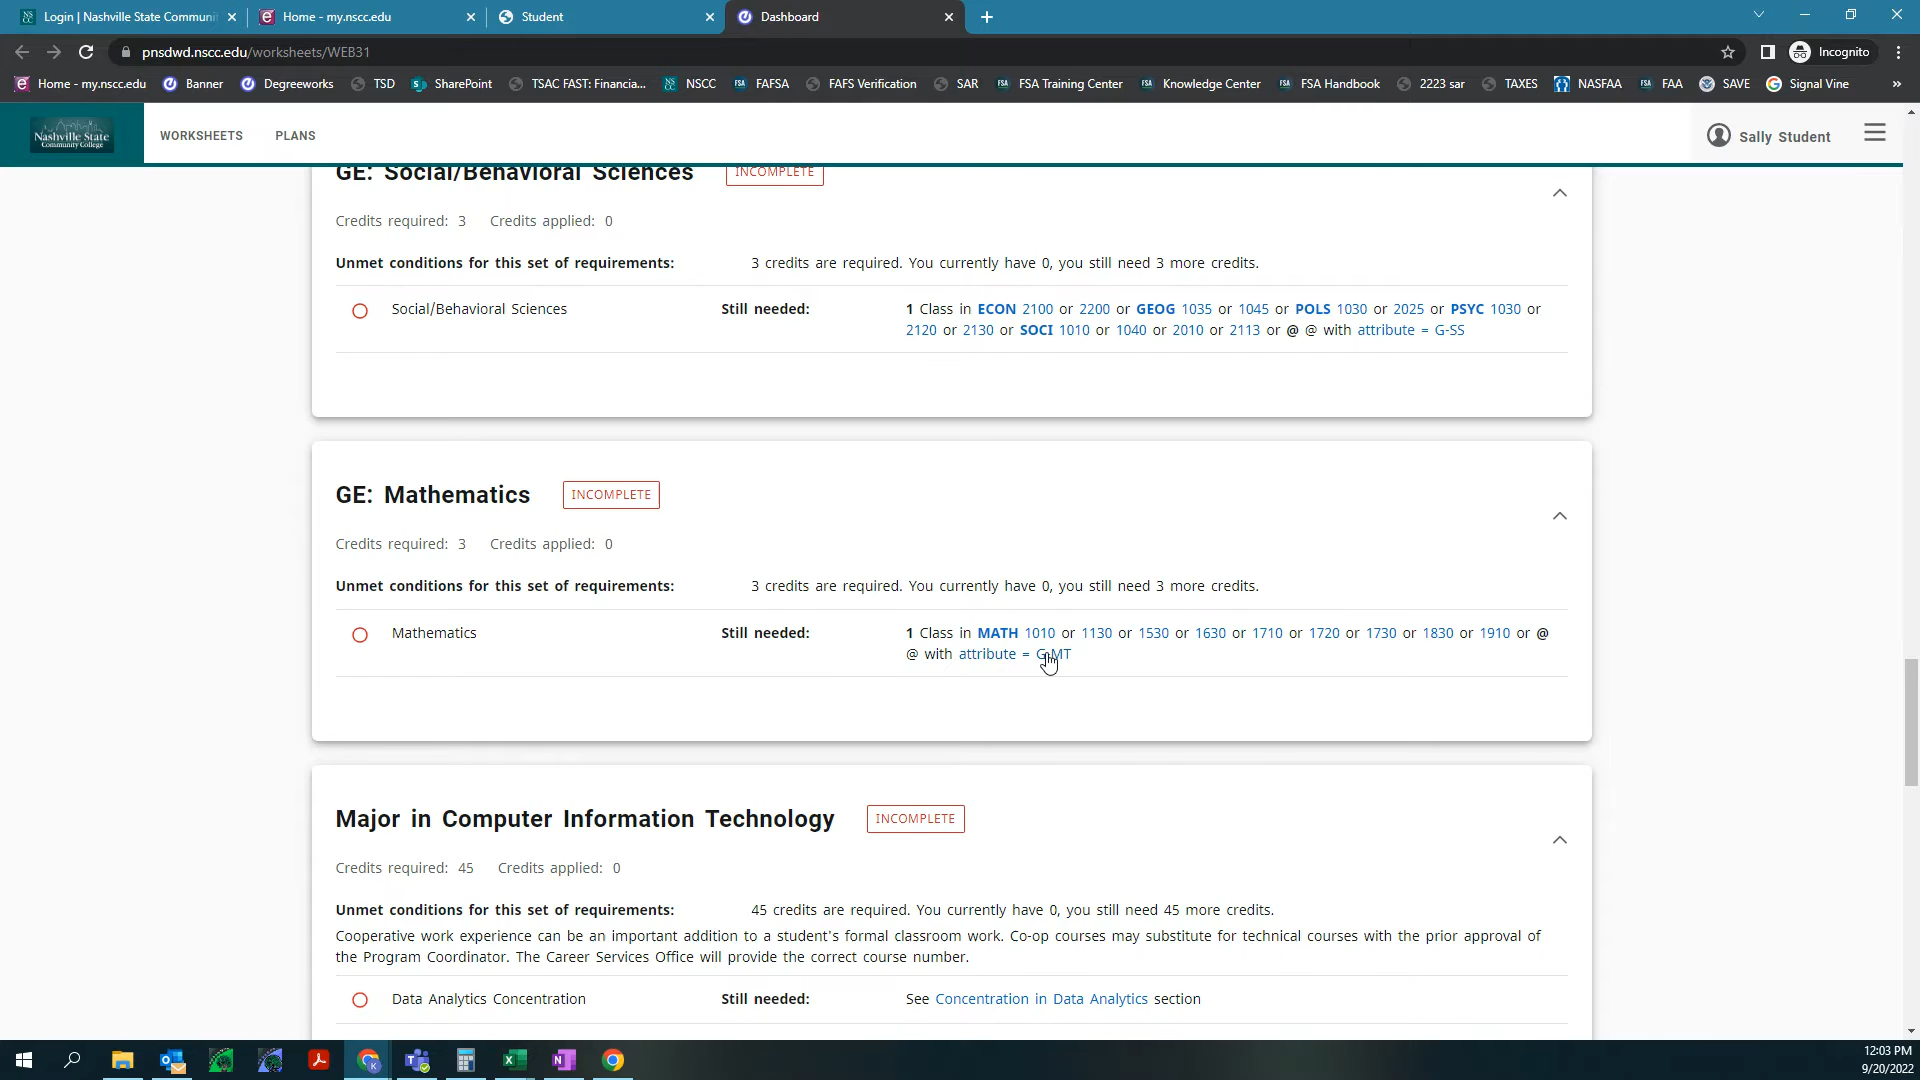 Login | Nashville State Communi
Home - my.nscc.edu
Student
Dashboard
pnsdwd.nscc.edu/worksheets/WEB31
Incognito
Home - my.nscc.edu
Banner
Degreeworks
TSD
SharePoint
TSAC FAST: Financia...
NSCC
FAFSA
FAFS Verification
SAR
FSA Training Center
Knowledge Center
FSA Handbook
2223 sar
TAXES
NASFAA
FAA
SAVE
Signal Vine
»
Nashville State
Community College
WORKSHEETS
PLANS
Sally Student
GE: Social/Behavioral Sciences
INCOMPLETE
Credits required: 3 Credits applied: 0
Unmet conditions for this set of requirements: 3 credits are required. You currently have 0, you still need 3 more credits.
Social/Behavioral Sciences
Still needed:
1 Class in ECON 2100 or 2200 or GEOG 1035 or 1045 or POLS 1030 or 2025 or PSYC 1030 or
2120 or 2130 or SOCI 1010 or 1040 or 2010 or 2113 or @ @ with attribute = G-SS
GE: Mathematics
INCOMPLETE
Credits required: 3 Credits applied: 0
Unmet conditions for this set of requirements: 3 credits are required. You currently have 0, you still need 3 more credits.
Mathematics
Still needed:
1 Class in MATH 1010 or 1130 or 1530 or 1630 or 1710 or 1720 or 1730 or 1830 or 1910 or @
@ with attribute = G-MT
Major in Computer Information Technology
INCOMPLETE
Credits required: 45 Credits applied: 0
Unmet conditions for this set of requirements: 45 credits are required. You currently have 0, you still need 45 more credits.
Cooperative work experience can be an important addition to a student's formal classroom work. Co-op courses may substitute for technical courses with the prior approval of
the Program Coordinator. The Career Services Office will provide the correct course number.
Data Analytics Concentration
Still needed:
See Concentration in Data Analytics section
12:03 PM
9/20/2022